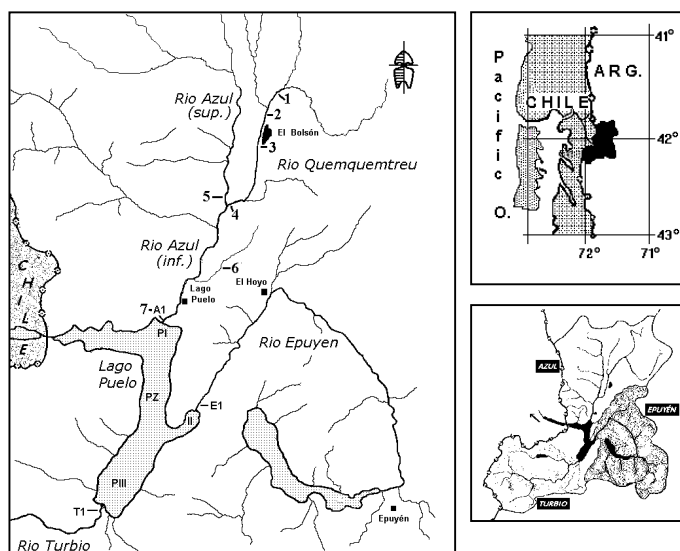 Rio Azul
(sup.)
1
2
El Bolsón
3
Rio Quemquemtreu
5
4
Rio Azul
(inf.)
6
Lago
Puelo
El Hoyo
7-A1
PI
CHILE
Lago
Puelo
Rio Epuyen
PZ
E1
II
PIII
T1
Epuyén
Rio Turbio
Pacific O.
ARG.
CHILE
41°
42°
43°
72°
71°
AZUL
EPUYÉN
TURBIO